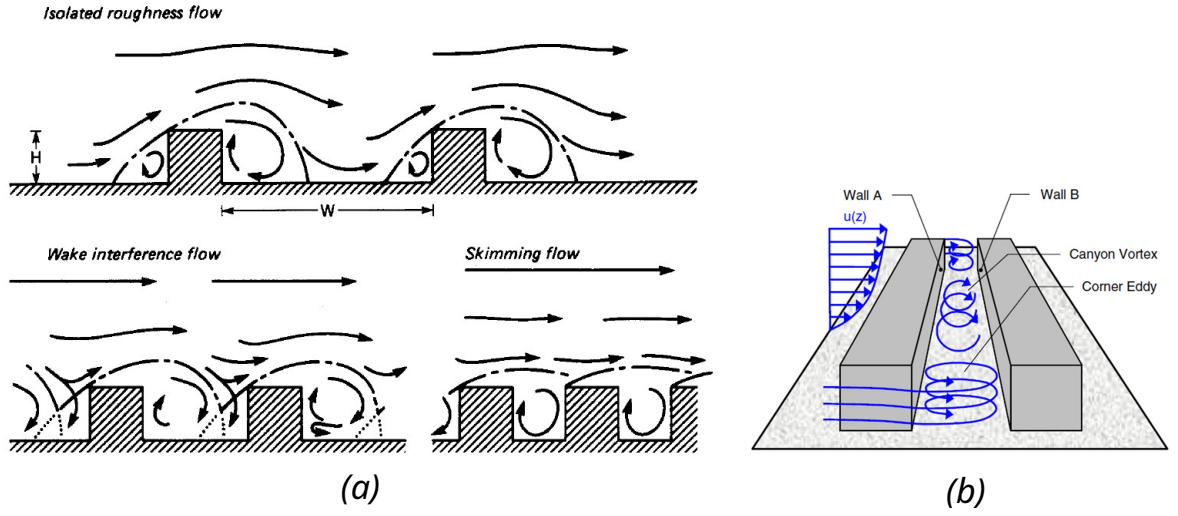 Isolated roughness flow
H
W
Wake interference flow
Skimming flow
(a)
Wall A
Wall B
u(z)
Canyon Vortex
Corner Eddy
(b)